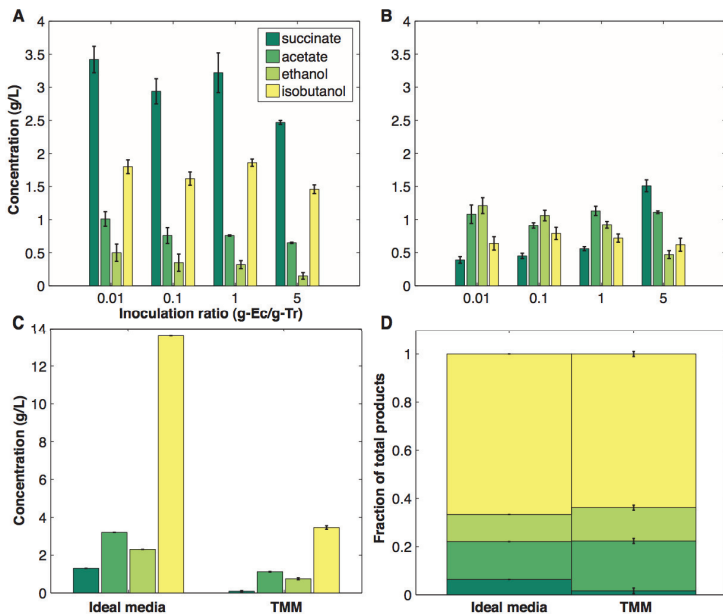 A
B
4
3.5
3
2.5
2
1.5
1
0.5
0
Concentration (g/L)
succinate
acetate
ethanol
isobutanol
0.01 0.1 1 5
Inoculation ratio (g-Ec/g-Tr)
4
3.5
3
2.5
2
1.5
1
0.5
0
0.01 0.1 1 5
C
14
12
10
8
6
4
2
0
Concentration (g/L)
Ideal media TMM
D
1
0.8
0.6
0.4
0.2
0
Fraction of total products
Ideal media TMM